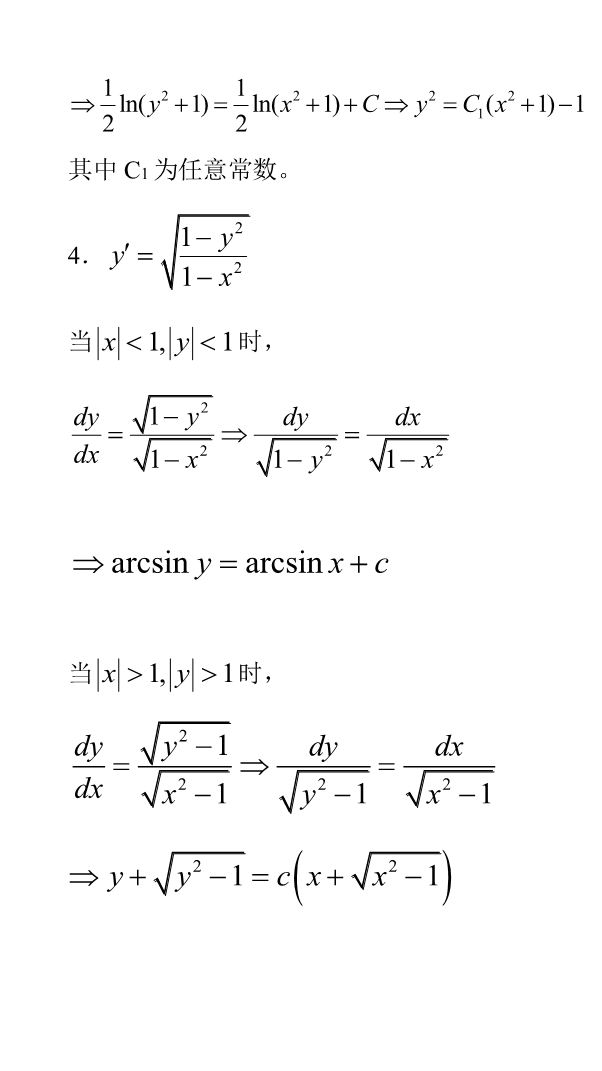 ⇒ 1/2 ln(y² + 1) = 1/2 ln(x² + 1) + C ⇒ y² = C₁(x² + 1) − 1
其中 C₁ 为任意常数。
4． y′ = √((1 − y²)/(1 − x²))
当|x| < 1, |y| < 1时，
dy/dx = √(1 − y²)/√(1 − x²) ⇒ dy/√(1 − y²) = dx/√(1 − x²)
⇒ arcsin y = arcsin x + c
当|x| > 1, |y| > 1时，
dy/dx = √(y² − 1)/√(x² − 1) ⇒ dy/√(y² − 1) = dx/√(x² − 1)
⇒ y + √(y² − 1) = c(x + √(x² − 1))